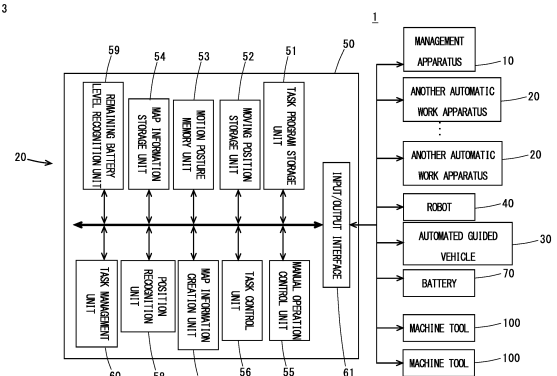 3
1
59
54
53
52
51
50
REMAINING BATTERY
LEVEL RECOGNITION UNIT
MAP INFORMATION
STORAGE UNIT
MOTION POSTURE
MEMORY UNIT
MOVING POSITION
STORAGE UNIT
TASK PROGRAM STORAGE
UNIT
20
INPUT/OUTPUT INTERFACE
TASK MANAGEMENT
UNIT
POSITION
RECOGNITION
UNIT
MAP INFORMATION
CREATION UNIT
TASK CONTROL
UNIT
MANUAL OPERATION
CONTROL UNIT
60
58
56
55
61
MANAGEMENT
APPARATUS
10
ANOTHER AUTOMATIC
WORK APPARATUS
20
ANOTHER AUTOMATIC
WORK APPARATUS
20
ROBOT
40
AUTOMATED GUIDED
VEHICLE
30
BATTERY
70
MACHINE TOOL
100
MACHINE TOOL
100